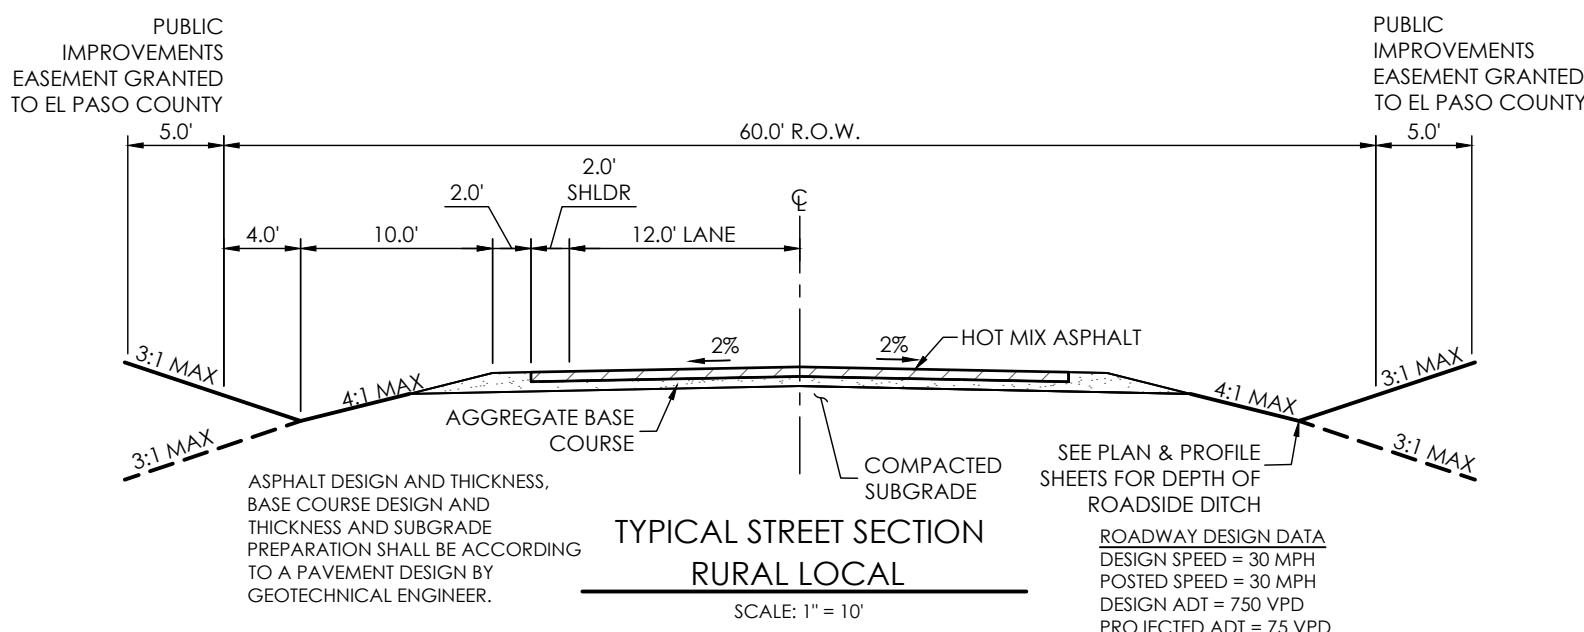 PUBLIC
IMPROVEMENTS
EASEMENT GRANTED
TO EL PASO COUNTY
PUBLIC
IMPROVEMENTS
EASEMENT GRANTED
TO EL PASO COUNTY
5.0'
60.0' R.O.W.
5.0'
2.0'
2.0'
SHLDR
℄
4.0'
10.0'
12.0' LANE
2%
2%
HOT MIX ASPHALT
3:1 MAX
4:1 MAX
3:1 MAX
4:1 MAX
3:1 MAX
3:1 MAX
AGGREGATE BASE
COURSE
COMPACTED
SUBGRADE
SEE PLAN & PROFILE
SHEETS FOR DEPTH OF
ROADSIDE DITCH
ASPHALT DESIGN AND THICKNESS,
BASE COURSE DESIGN AND
THICKNESS AND SUBGRADE
PREPARATION SHALL BE ACCORDING
TO A PAVEMENT DESIGN BY
GEOTECHNICAL ENGINEER.
TYPICAL STREET SECTION
RURAL LOCAL
SCALE: 1" = 10'
ROADWAY DESIGN DATA
DESIGN SPEED = 30 MPH
POSTED SPEED = 30 MPH
DESIGN ADT = 750 VPD
PROJECTED ADT = 75 VPD